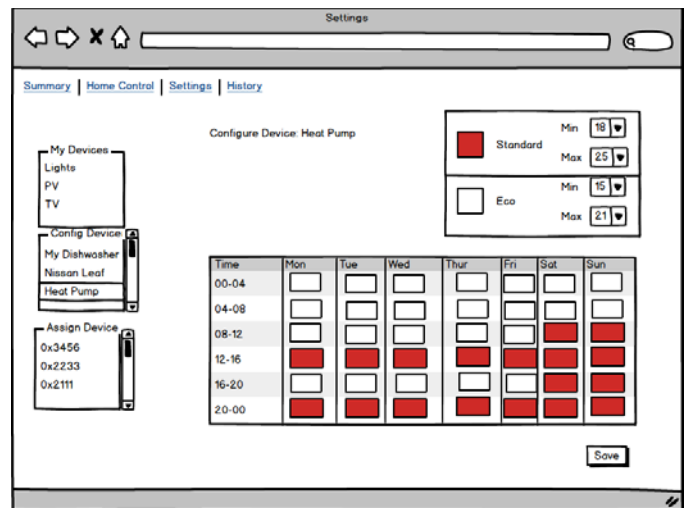 Settings
Summary | Home Control | Settings | History
Configure Device: Heat Pump
Standard
Min 18
Max 25
Eco
Min 15
Max 21
My Devices
Lights
PV
TV
Config Device
My Dishwasher
Nissan Leaf
Heat Pump
Assign Device
0x3456
0x2233
0x2111
Time Mon Tue Wed Thur Fri Sat Sun
00-04
04-08
08-12
12-16
16-20
20-00
Save